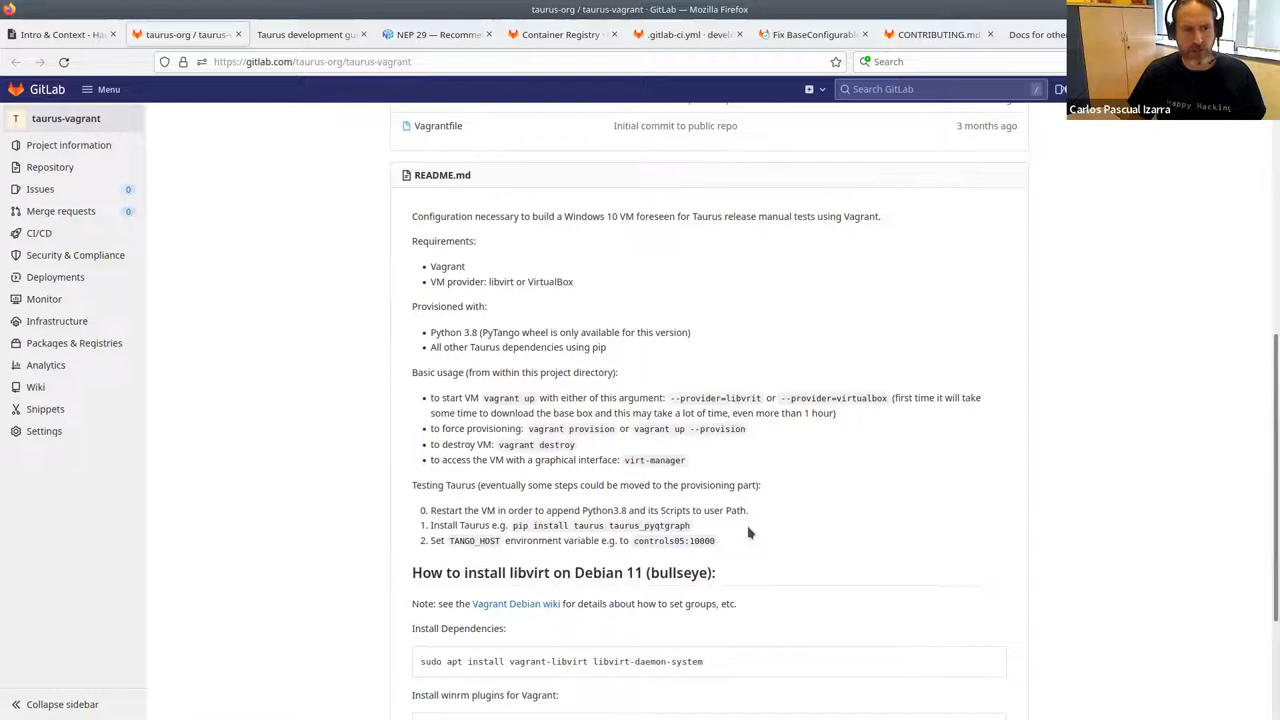 taurus-org / taurus-vagrant · GitLab — Mozilla Firefox
Intro & Context - Ha
taurus-org / taurus-v
Taurus development gu
NEP 29 — Recomme
Container Registry ·
.gitlab-ci.yml · devel
Fix BaseConfigurabl
CONTRIBUTING.md
Docs for other
https://gitlab.com/taurus-org/taurus-vagrant
Search
GitLab
Menu
Search GitLab
/
Carlos Pascual Izarra
Happy Hacking
T
taurus-vagrant
Project information
Repository
Issues
0
Merge requests
0
CI/CD
Security & Compliance
Deployments
Monitor
Infrastructure
Packages & Registries
Analytics
Wiki
Snippets
Settings
Collapse sidebar
Vagrantfile
Initial commit to public repo
3 months ago
README.md
Configuration necessary to build a Windows 10 VM foreseen for Taurus release manual tests using Vagrant.
Requirements:
• Vagrant
• VM provider: libvirt or VirtualBox
Provisioned with:
• Python 3.8 (PyTango wheel is only available for this version)
• All other Taurus dependencies using pip
Basic usage (from within this project directory):
• to start VM vagrant up with either of this argument: --provider=libvrit or --provider=virtualbox (first time it will take
some time to download the base box and this may take a lot of time, even more than 1 hour)
• to force provisioning: vagrant provision or vagrant up --provision
• to destroy VM: vagrant destroy
• to access the VM with a graphical interface: virt-manager
Testing Taurus (eventually some steps could be moved to the provisioning part):
0. Restart the VM in order to append Python3.8 and its Scripts to user Path.
1. Install Taurus e.g. pip install taurus taurus_pyqtgraph
2. Set TANGO_HOST environment variable e.g. to controls05:10000
How to install libvirt on Debian 11 (bullseye):
Note: see the Vagrant Debian wiki for details about how to set groups, etc.
Install Dependencies:
sudo apt install vagrant-libvirt libvirt-daemon-system
Install winrm plugins for Vagrant: